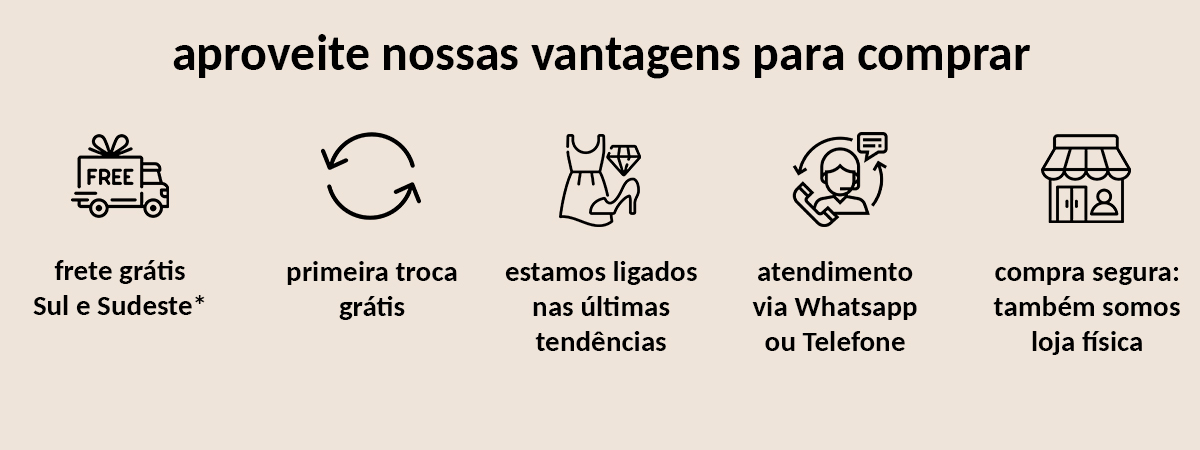 aproveite nossas vantagens para comprar
FREE
frete grátis
Sul e Sudeste*
primeira troca
grátis
estamos ligados
nas últimas
tendências
atendimento
via Whatsapp
ou Telefone
compra segura:
também somos
loja física